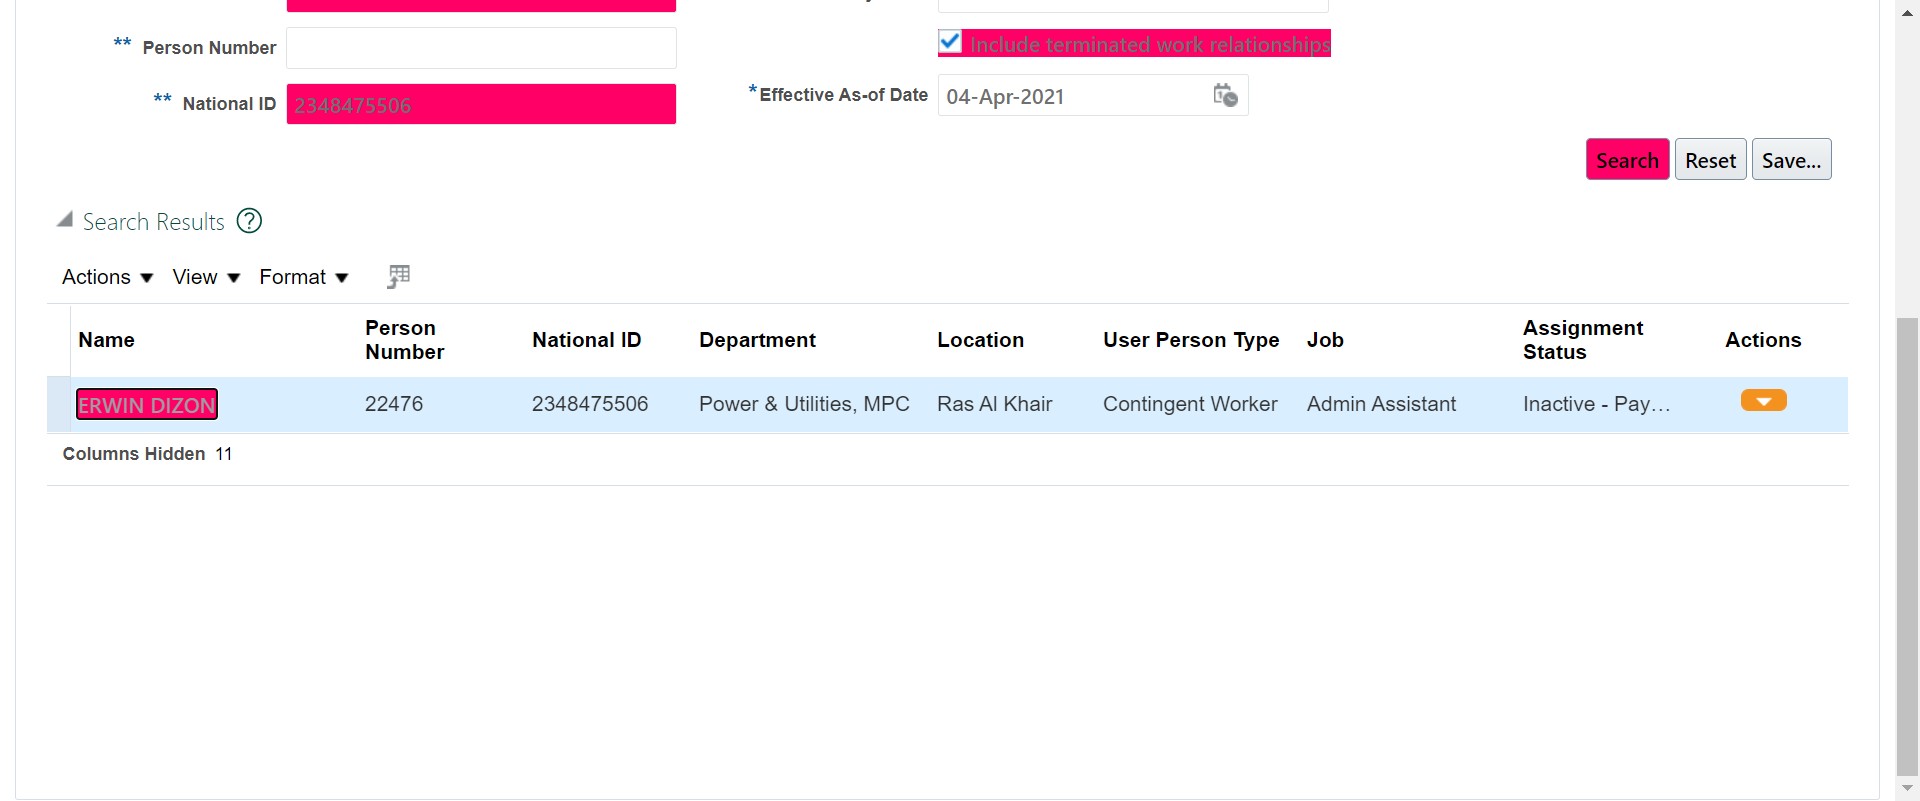 ** Person Number
Include terminated work relationships
** National ID 2348475506
*Effective As-of Date 04-Apr-2021
Search Reset Save...
Search Results ?
Actions View Format
Name Person Number National ID Department Location User Person Type Job Assignment Status Actions
ERWIN DIZON 22476 2348475506 Power & Utilities, MPC Ras Al Khair Contingent Worker Admin Assistant Inactive - Pay...
Columns Hidden 11